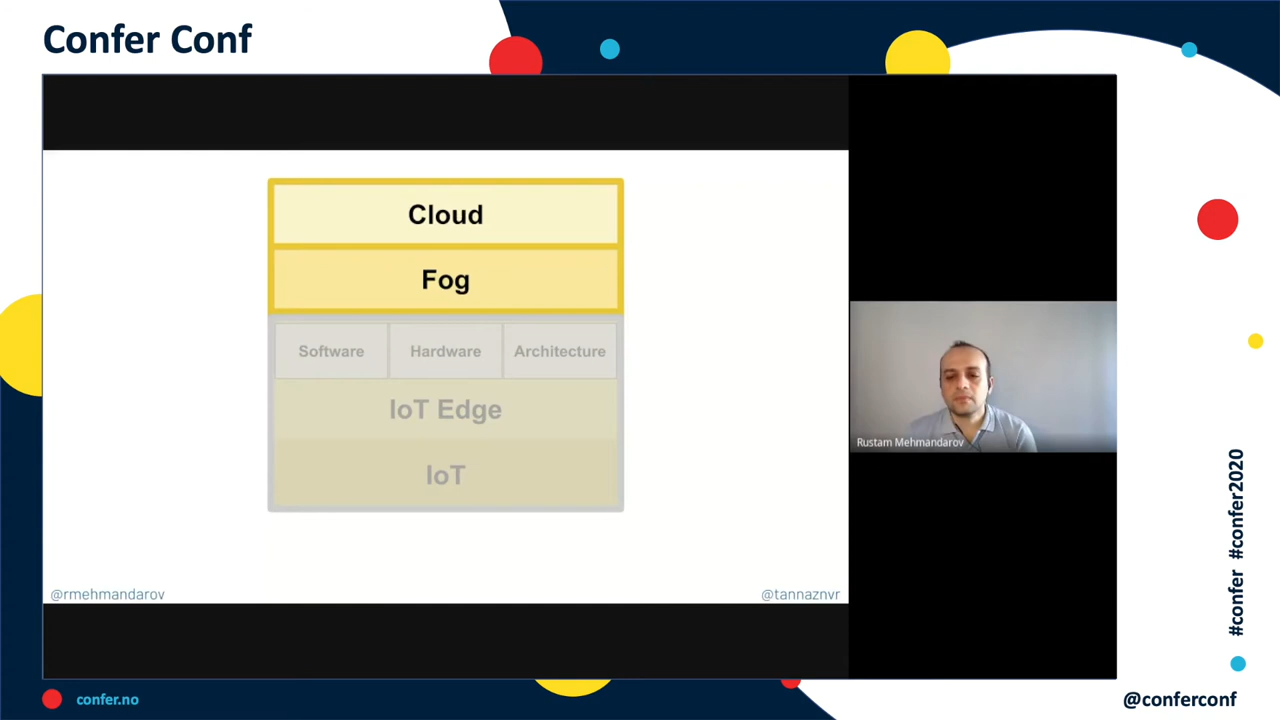 Confer Conf
Cloud
Fog
Software Hardware Architecture
IoT Edge
IoT
@rmehmandarov
@tannaznvr
Rustam Mehmandarov
#confer #confer2020
confer.no
@conferconf